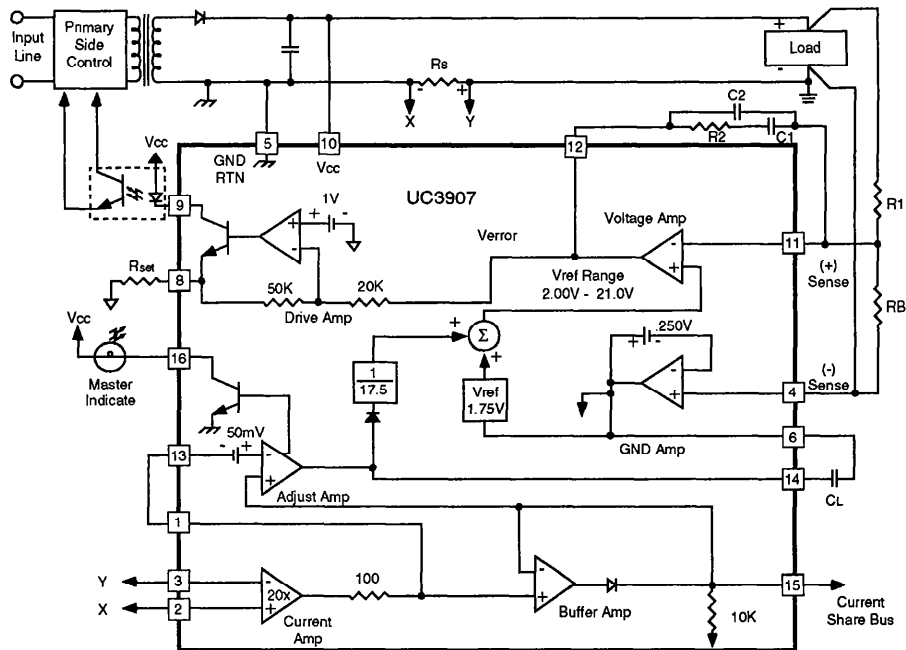 Input
Line
Primary
Side
Control
+
-
Load
Rs
-
+
X
Y
C2
R2
C1
5
GND
RTN
10
Vcc
12
Vcc
UC3907
R1
9
1V
+
-
+
-
Voltage Amp
Verror
-
+
11
(+)
Sense
Rset
8
50K
20K
Drive Amp
Vref Range
2.00V - 21.0V
RB
Vcc
16
Master
Indicate
+
Σ
+
.250V
+
-
-
+
1
17.5
Vref
1.75V
(-)
4
Sense
GND Amp
6
50mV
-
+
13
-
+
Adjust Amp
14
CL
1
Y
3
X
2
-
20x
+
100
Current
Amp
-
+
Buffer Amp
10K
15
Current
Share Bus